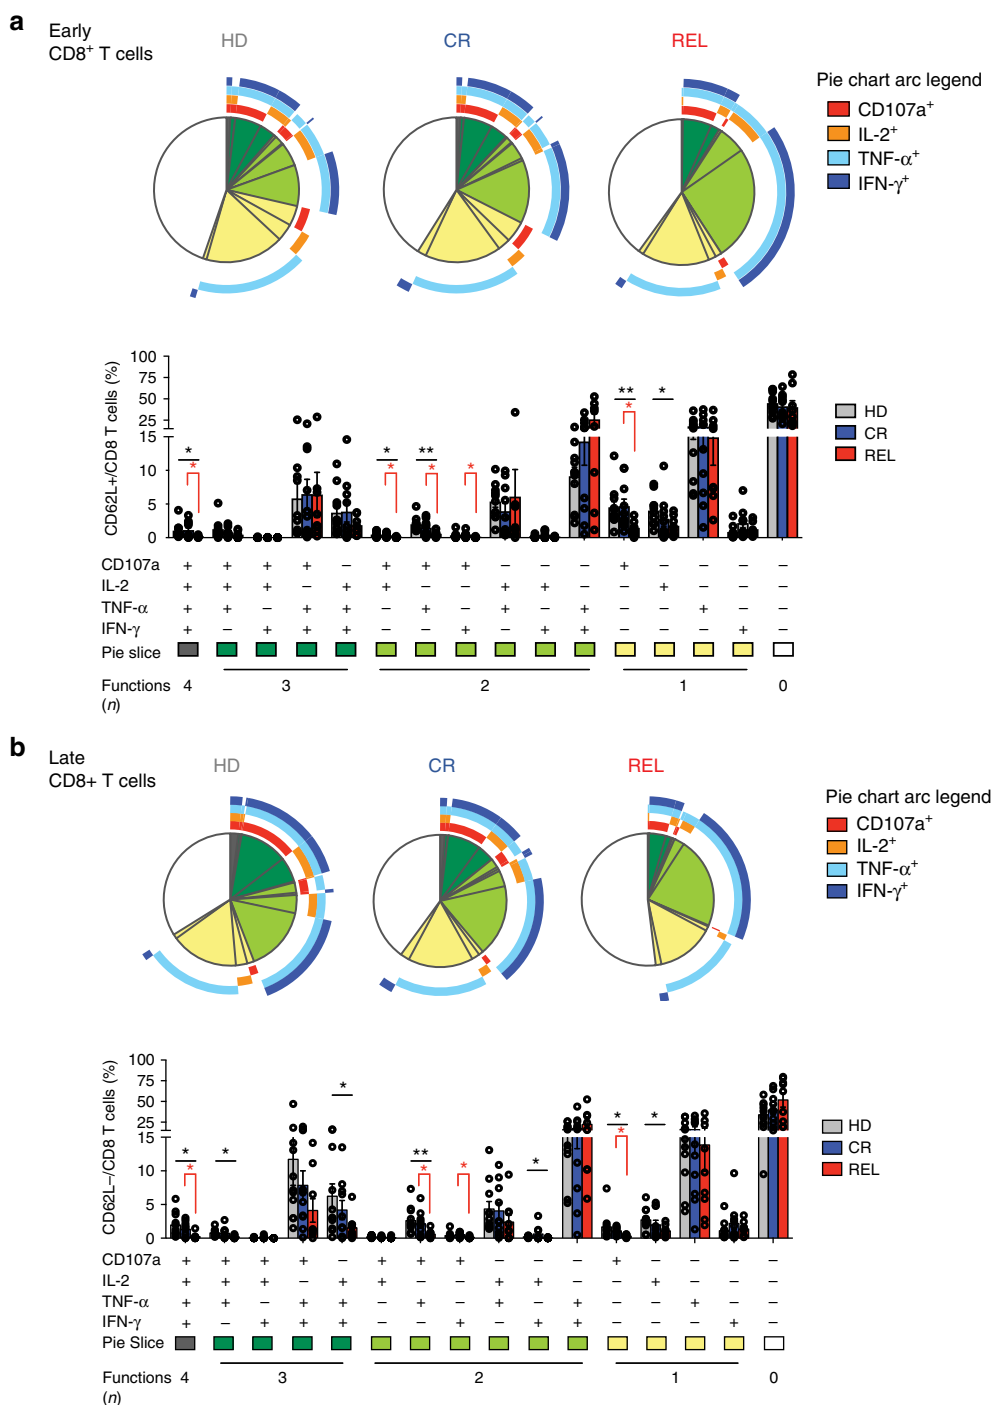 a
Early
CD8+ T cells
HD
CR
REL
Pie chart arc legend
CD107a+
IL-2+
TNF-α+
IFN-γ+
CD62L+/CD8 T cells (%)
100
75
50
25
15
10
5
0
* * * * ** * * ** * *
HD
CR
REL
CD107a + + + + – + + + – – – + – – – –
IL-2 + + + – + + – – + + – – + – – –
TNF-α + + – + + – + – + – + – – + – –
IFN-γ + – + + + – – + – + + – – – + –
Pie slice
Functions 4 3 2 1 0
(n)
b
Late
CD8+ T cells
HD
CR
REL
Pie chart arc legend
CD107a+
IL-2+
TNF-α+
IFN-γ+
CD62L–/CD8 T cells (%)
100
75
50
25
15
10
5
0
* * * * ** * * * * * *
HD
CR
REL
CD107a + + + + – + + + – – – + – – – –
IL-2 + + + – + + – – + + – – + – – –
TNF-α + + – + + – + – + – + – – + – –
IFN-γ + – + + + – – + – + + – – – + –
Pie Slice
Functions 4 3 2 1 0
(n)